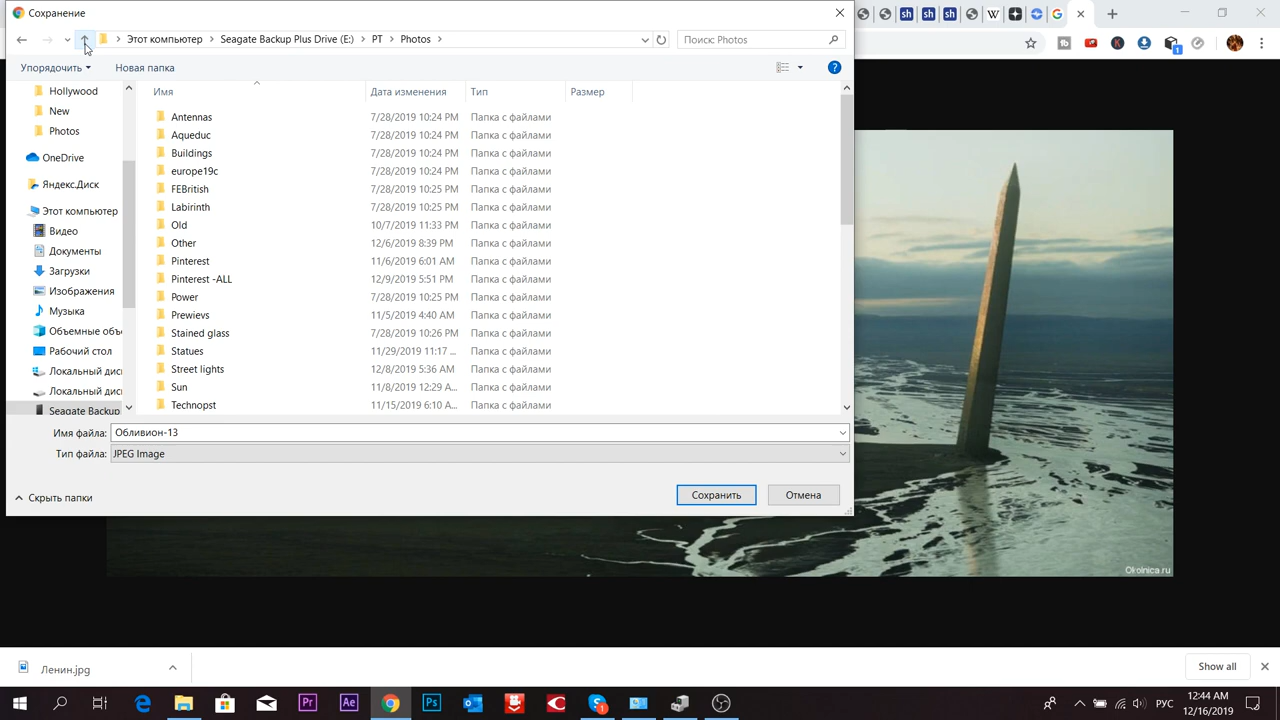 Сохранение
Этот компьютер
Seagate Backup Plus Drive (E:)
PT
Photos
Поиск: Photos
Упорядочить
Новая папка
Имя
Дата изменения
Тип
Размер
Hollywood
New
Photos
OneDrive
Яндекс.Диск
Этот компьютер
Видео
Документы
Загрузки
Изображения
Музыка
Объемные объ
Рабочий стол
Локальный дис
Локальный дис
Seagate Backup
Antennas 7/28/2019 10:24 PM Папка с файлами
Aqueduc 7/28/2019 10:24 PM Папка с файлами
Buildings 7/28/2019 10:24 PM Папка с файлами
europe19c 7/28/2019 10:24 PM Папка с файлами
FEBritish 7/28/2019 10:25 PM Папка с файлами
Labirinth 7/28/2019 10:25 PM Папка с файлами
Old 10/7/2019 11:33 PM Папка с файлами
Other 12/6/2019 8:39 PM Папка с файлами
Pinterest 11/6/2019 6:01 AM Папка с файлами
Pinterest -ALL 12/9/2019 5:51 PM Папка с файлами
Power 7/28/2019 10:25 PM Папка с файлами
Prewievs 11/5/2019 4:40 AM Папка с файлами
Stained glass 7/28/2019 10:26 PM Папка с файлами
Statues 11/29/2019 11:17 ... Папка с файлами
Street lights 12/8/2019 5:36 AM Папка с файлами
Sun 11/8/2019 12:29 A... Папка с файлами
Technopst 11/15/2019 6:10 A... Папка с файлами
Имя файла: Обливион-13
Тип файла: JPEG Image
Скрыть папки
Сохранить
Отмена
Okolnica.ru
Ленин.jpg
Show all
Pr
Ae
Ps
РУС
12:44 AM
12/16/2019